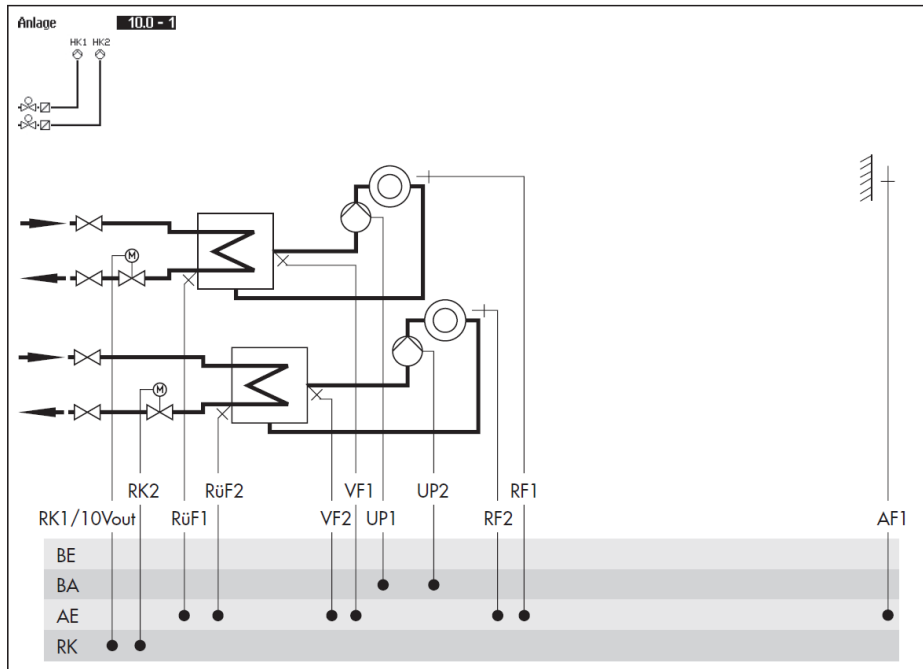 Anlage 10.0 - 1
HK1 HK2
M
M
RK2 RüF2 VF1 UP2 RF1
RK1/10Vout RüF1 VF2 UP1 RF2 AF1
BE
BA
AE
RK